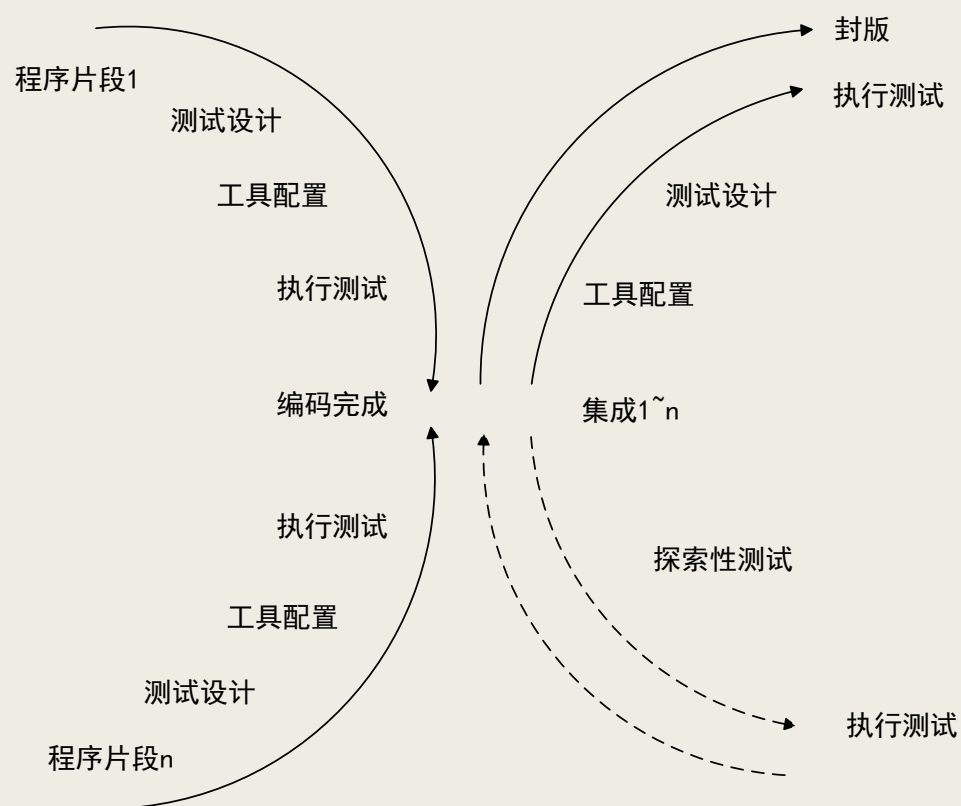 封版
程序片段1
执行测试
测试设计
测试设计
工具配置
执行测试
工具配置
编码完成
集成1~n
执行测试
探索性测试
工具配置
测试设计
执行测试
程序片段n